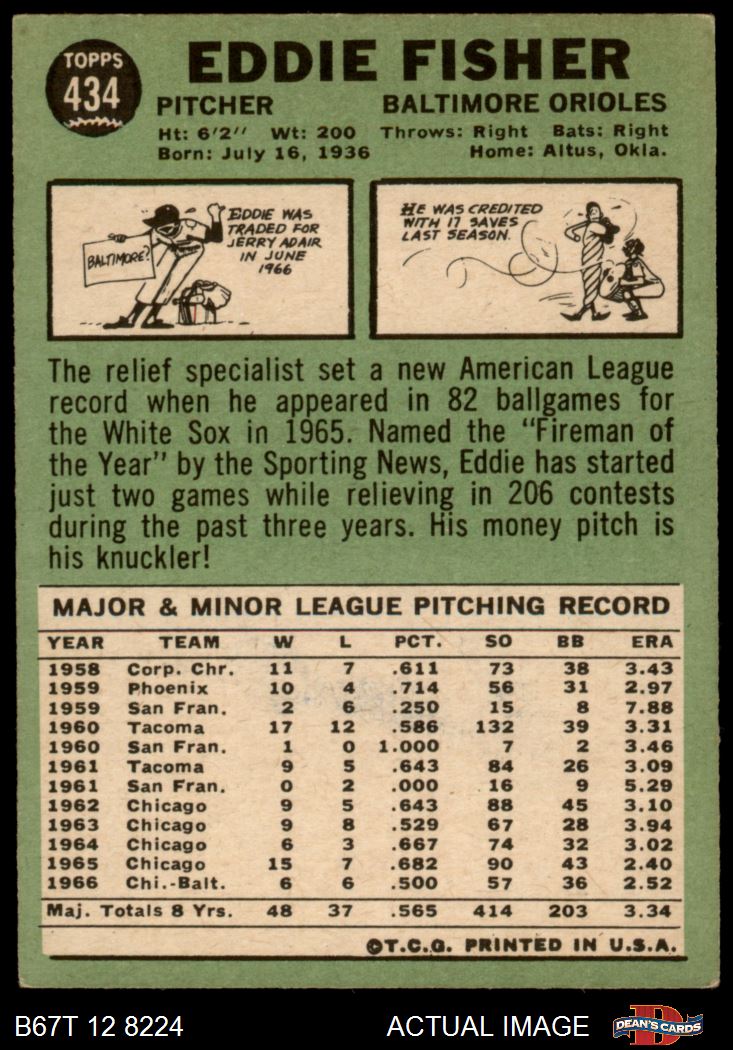 TOPPS
434
EDDIE FISHER
PITCHER BALTIMORE ORIOLES
Ht: 6'2" Wt: 200 Throws: Right Bats: Right
Born: July 16, 1936 Home: Altus, Okla.
BALTIMORE?
EDDIE WAS
TRADED FOR
JERRY ADAIR
IN JUNE
1966
HE WAS CREDITED
WITH 17 SAVES
LAST SEASON.
The relief specialist set a new American League
record when he appeared in 82 ballgames for
the White Sox in 1965. Named the "Fireman of
the Year" by the Sporting News, Eddie has started
just two games while relieving in 206 contests
during the past three years. His money pitch is
his knuckler!
MAJOR & MINOR LEAGUE PITCHING RECORD
YEAR TEAM W L PCT. SO BB ERA
1958 Corp. Chr. 11 7 .611 73 38 3.43
1959 Phoenix 10 4 .714 56 31 2.97
1959 San Fran. 2 6 .250 15 8 7.88
1960 Tacoma 17 12 .586 132 39 3.31
1960 San Fran. 1 0 1.000 7 2 3.46
1961 Tacoma 9 5 .643 84 26 3.09
1961 San Fran. 0 2 .000 16 9 5.29
1962 Chicago 9 5 .643 88 45 3.10
1963 Chicago 9 8 .529 67 28 3.94
1964 Chicago 6 3 .667 74 32 3.02
1965 Chicago 15 7 .682 90 43 2.40
1966 Chi.-Balt. 6 6 .500 57 36 2.52
Maj. Totals 8 Yrs. 48 37 .565 414 203 3.34
©T.C.G. PRINTED IN U.S.A.
B67T 12 8224 ACTUAL IMAGE DEAN'S CARDS